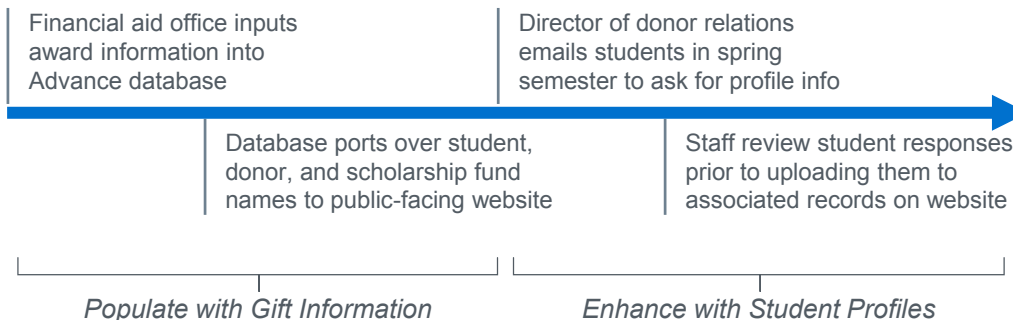 Financial aid office inputs
award information into
Advance database
Director of donor relations
emails students in spring
semester to ask for profile info
Database ports over student,
donor, and scholarship fund
names to public-facing website
Staff review student responses
prior to uploading them to
associated records on website
Populate with Gift Information
Enhance with Student Profiles